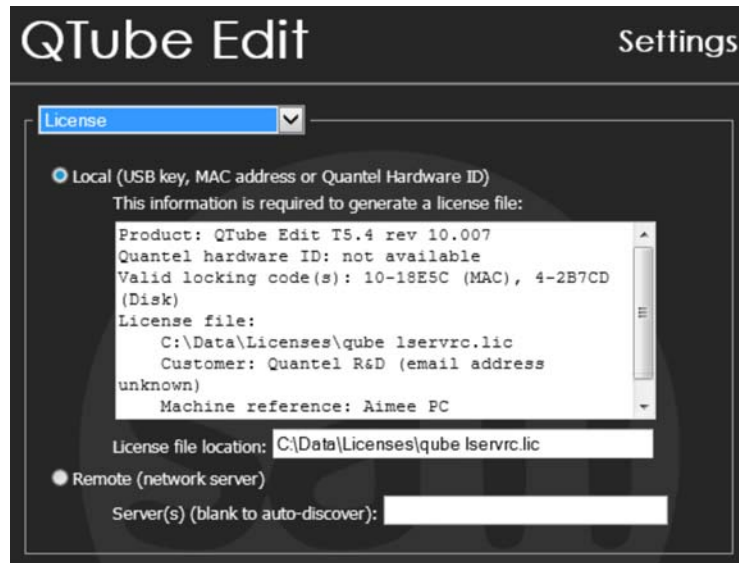 QTube Edit
Settings
License
Local (USB key, MAC address or Quantel Hardware ID)
This information is required to generate a license file:
Product: QTube Edit T5.4 rev 10.007
Quantel hardware ID: not available
Valid locking code(s): 10-18E5C (MAC), 4-2B7CD
(Disk)
License file:
C:\Data\Licenses\qube lservrc.lic
Customer: Quantel R&D (email address
unknown)
Machine reference: Aimee PC
License file location: C:\Data\Licenses\qube lservrc.lic
Remote (network server)
Server(s) (blank to auto-discover):
sam